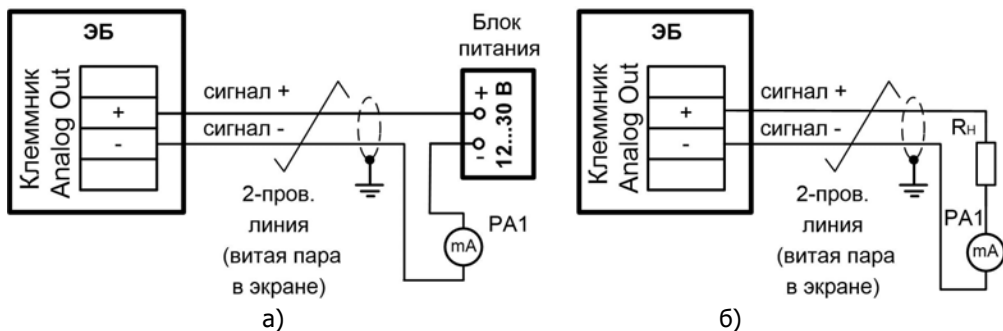 ЭБ
Клеммник
Analog Out
+
-
сигнал +
сигнал -
2-пров.
линия
(витая пара
в экране)
Блок
питания
+
-
12...30 В
PA1
mA
а)
ЭБ
Клеммник
Analog Out
+
-
сигнал +
сигнал -
2-пров.
линия
(витая пара
в экране)
RН
PA1
mA
б)